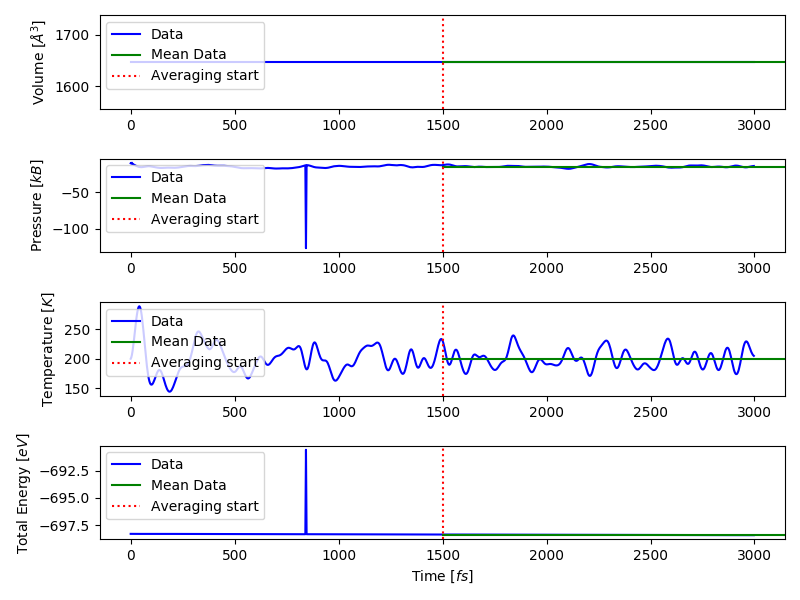 Volume [Å^3]
1700
1600
Data
Mean Data
Averaging start
0 500 1000 1500 2000 2500 3000
Pressure [kB]
−50
−100
Data
Mean Data
Averaging start
0 500 1000 1500 2000 2500 3000
Temperature [K]
250
200
150
Data
Mean Data
Averaging start
0 500 1000 1500 2000 2500 3000
Total Energy [eV]
−692.5
−695.0
−697.5
Data
Mean Data
Averaging start
0 500 1000 1500 2000 2500 3000
Time [fs]